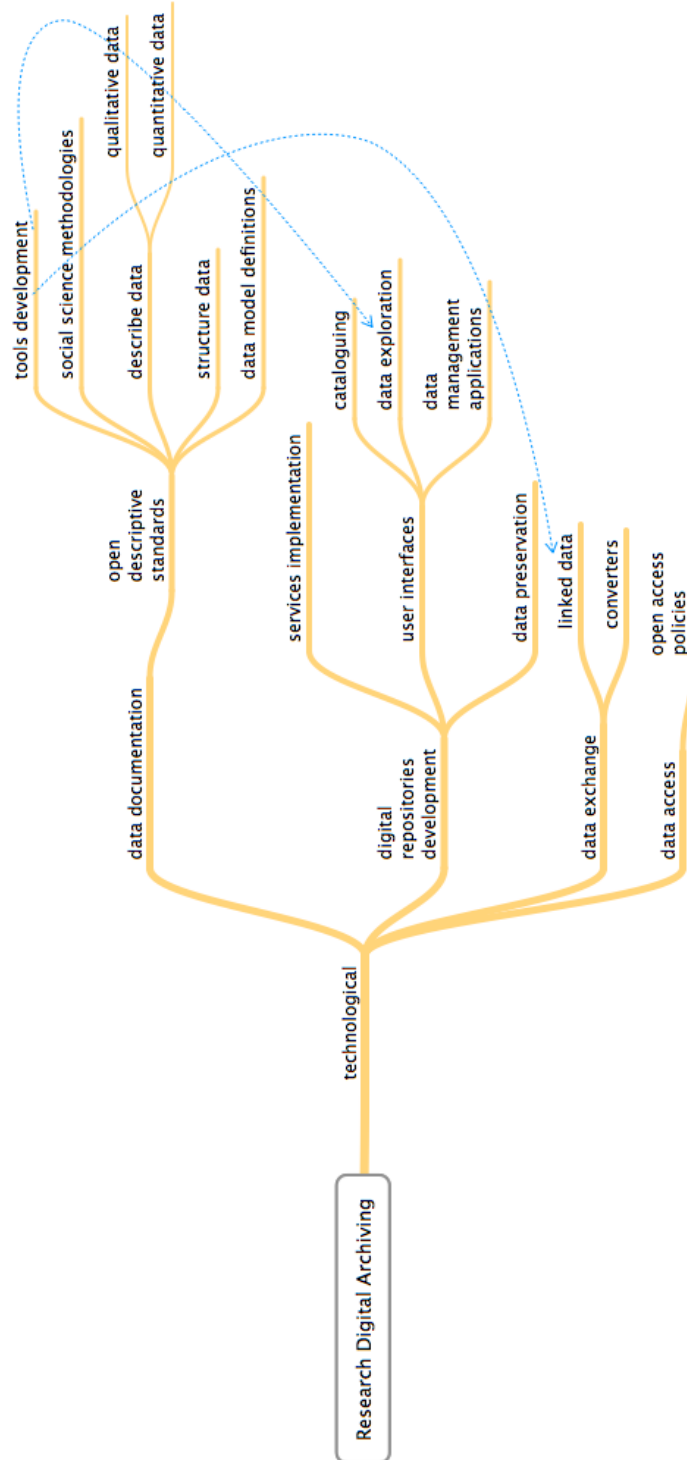 Research Digital Archiving
technological
data documentation
open
descriptive
standards
tools development
social science methodologies
describe data
qualitative data
quantitative data
structure data
data model definitions
digital
repositories
development
services implementation
user interfaces
cataloguing
data exploration
data
management
applications
data preservation
data exchange
linked data
converters
data access
open access
policies